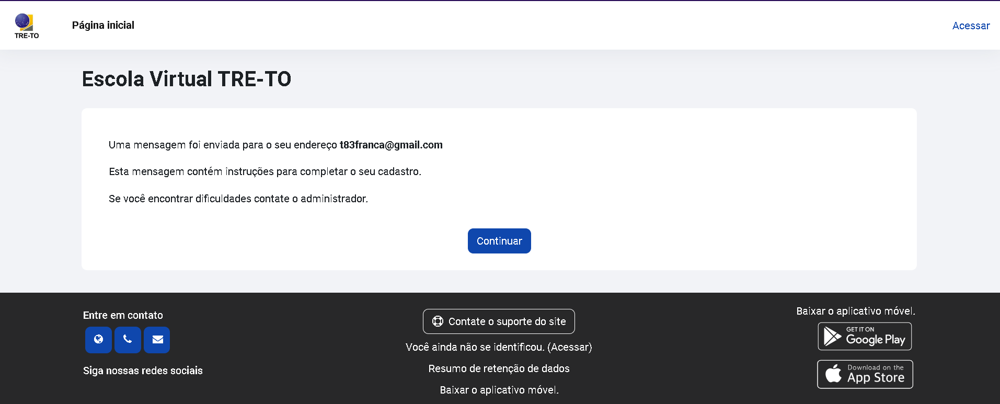 TRE-TO
Página inicial
Acessar
Escola Virtual TRE-TO
Uma mensagem foi enviada para o seu endereço t83franca@gmail.com
Esta mensagem contém instruções para completar o seu cadastro.
Se você encontrar dificuldades contate o administrador.
Continuar
Entre em contato
Siga nossas redes sociais
Contate o suporte do site
Você ainda não se identificou. (Acessar)
Resumo de retenção de dados
Baixar o aplicativo móvel.
Baixar o aplicativo móvel.
GET IT ON
Google Play
Download on the
App Store